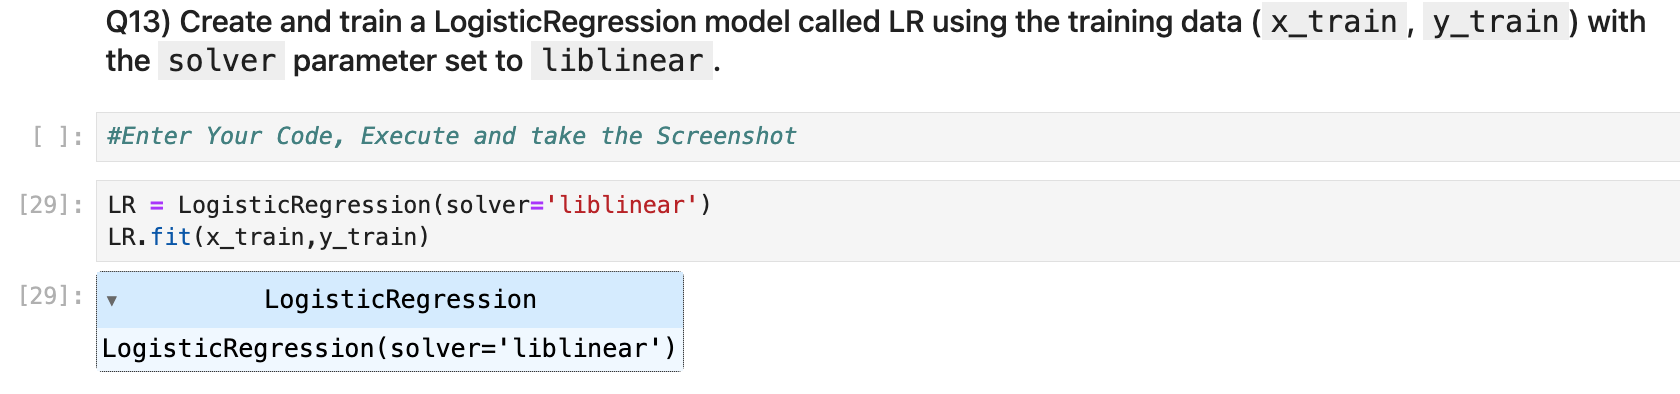 Q13) Create and train a LogisticRegression model called LR using the training data ( x_train , y_train ) with
the solver parameter set to liblinear .
[ ]: #Enter Your Code, Execute and take the Screenshot
[29]: LR = LogisticRegression(solver='liblinear')
LR.fit(x_train,y_train)
[29]: ▾ LogisticRegression
LogisticRegression(solver='liblinear')